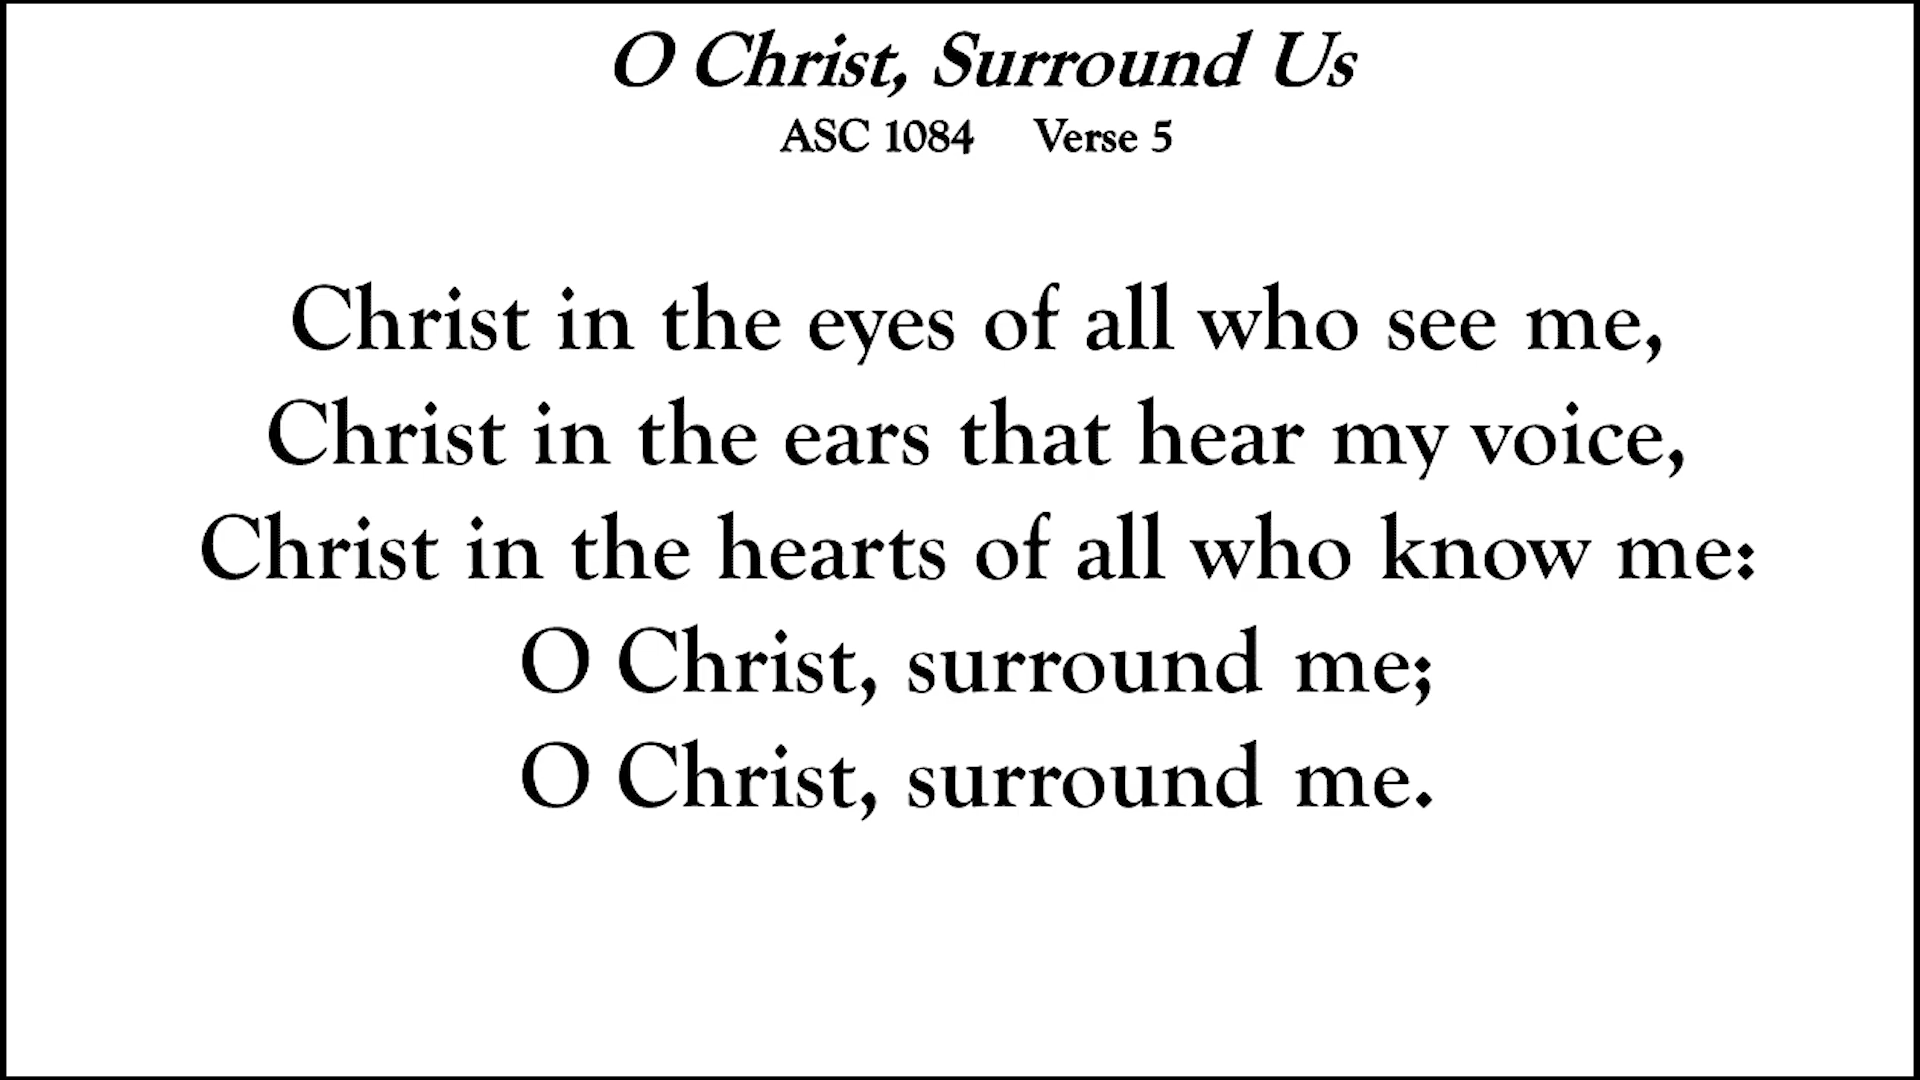 O Christ, Surround Us
ASC 1084 Verse 5
Christ in the eyes of all who see me,
Christ in the ears that hear my voice,
Christ in the hearts of all who know me:
O Christ, surround me;
O Christ, surround me.